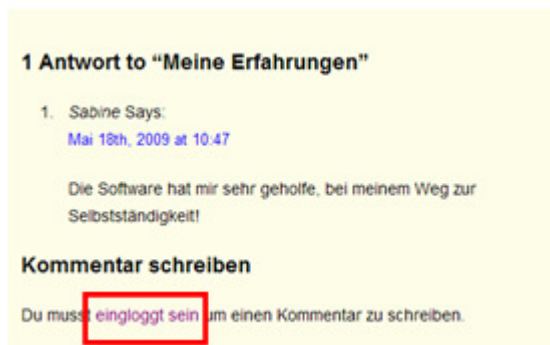 1 Antwort to “Meine Erfahrungen”
1. Sabine Says:
Mai 18th, 2009 at 10:47
Die Software hat mir sehr geholfe, bei meinem Weg zur
Selbstständigkeit!
Kommentar schreiben
Du musst eingloggt sein um einen Kommentar zu schreiben.